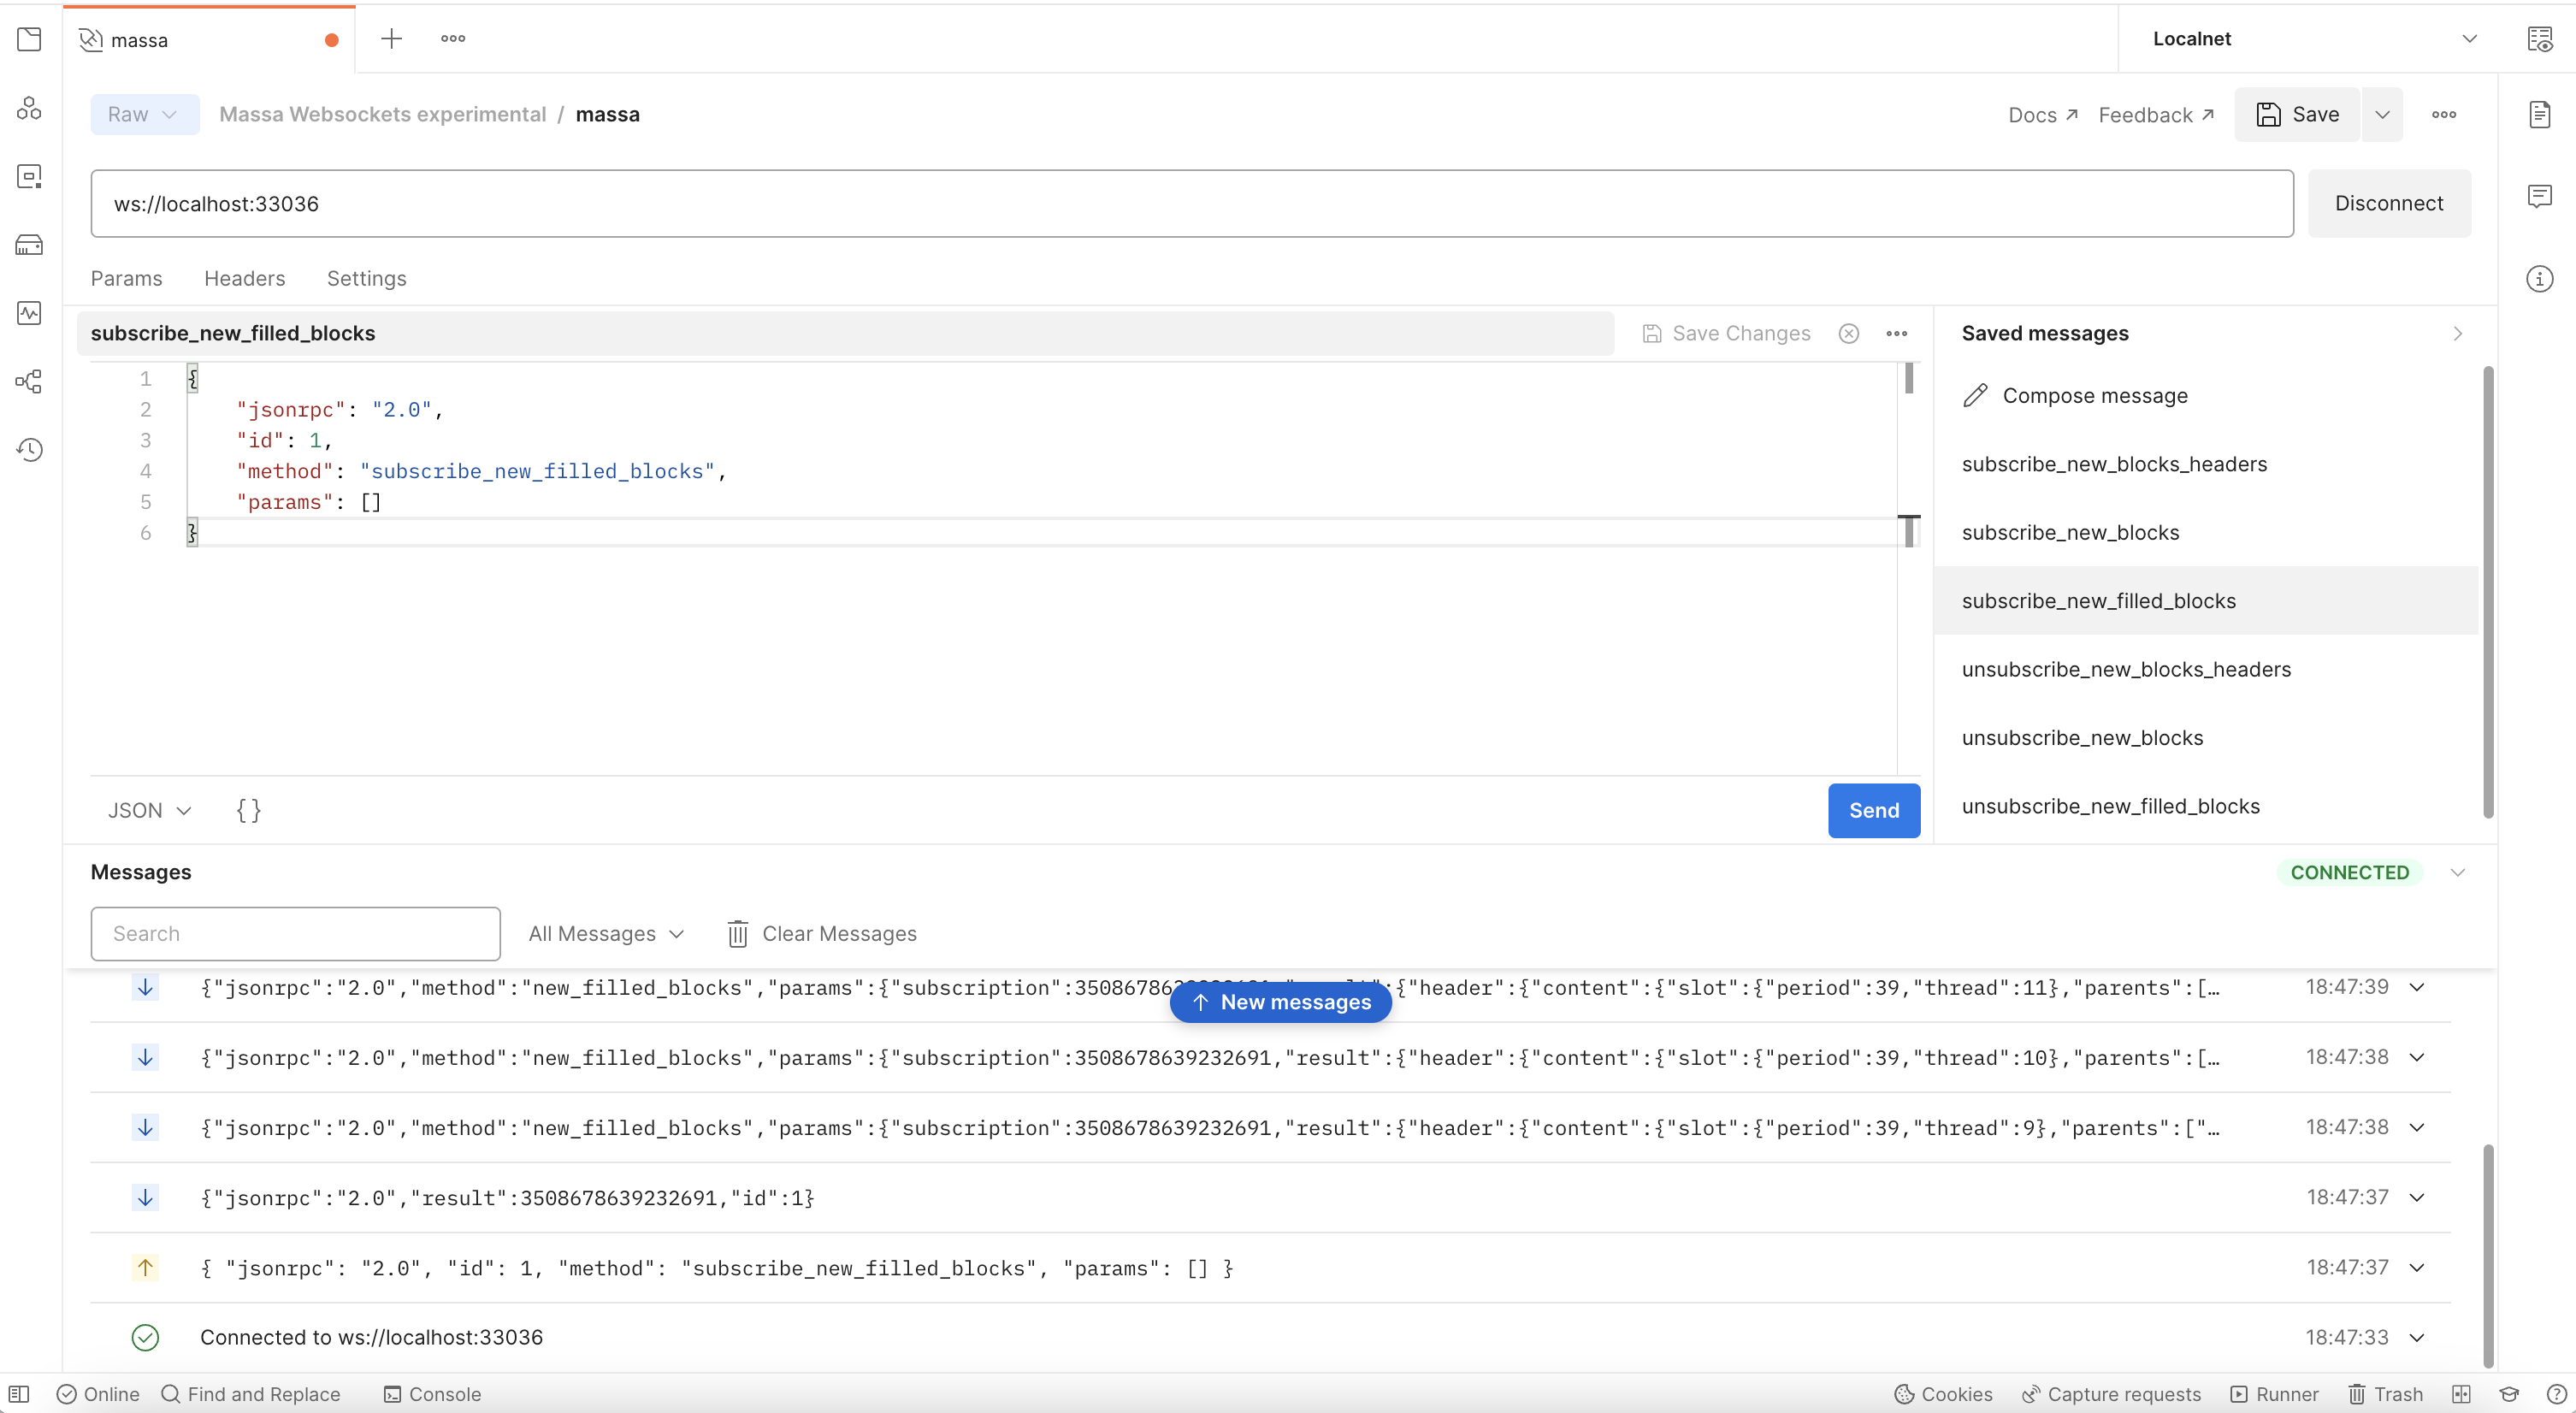 massa
Localnet
Raw
Massa Websockets experimental / massa
Docs
Feedback
Save
ws://localhost:33036
Disconnect
Params
Headers
Settings
subscribe_new_filled_blocks
Save Changes
1 {
2 "jsonrpc": "2.0",
3 "id": 1,
4 "method": "subscribe_new_filled_blocks",
5 "params": []
6 }
JSON
{}
Send
Saved messages
Compose message
subscribe_new_blocks_headers
subscribe_new_blocks
subscribe_new_filled_blocks
unsubscribe_new_blocks_headers
unsubscribe_new_blocks
unsubscribe_new_filled_blocks
Messages
CONNECTED
Search
All Messages
Clear Messages
New messages
{"jsonrpc":"2.0","method":"new_filled_blocks","params":{"subscription":35086786 :{"header":{"content":{"slot":{"period":39,"thread":11},"parents":[… 18:47:39
{"jsonrpc":"2.0","method":"new_filled_blocks","params":{"subscription":3508678639232691,"result":{"header":{"content":{"slot":{"period":39,"thread":10},"parents":[… 18:47:38
{"jsonrpc":"2.0","method":"new_filled_blocks","params":{"subscription":3508678639232691,"result":{"header":{"content":{"slot":{"period":39,"thread":9},"parents":["… 18:47:38
{"jsonrpc":"2.0","result":3508678639232691,"id":1} 18:47:37
{ "jsonrpc": "2.0", "id": 1, "method": "subscribe_new_filled_blocks", "params": [] } 18:47:37
Connected to ws://localhost:33036 18:47:33
Online
Find and Replace
Console
Cookies
Capture requests
Runner
Trash